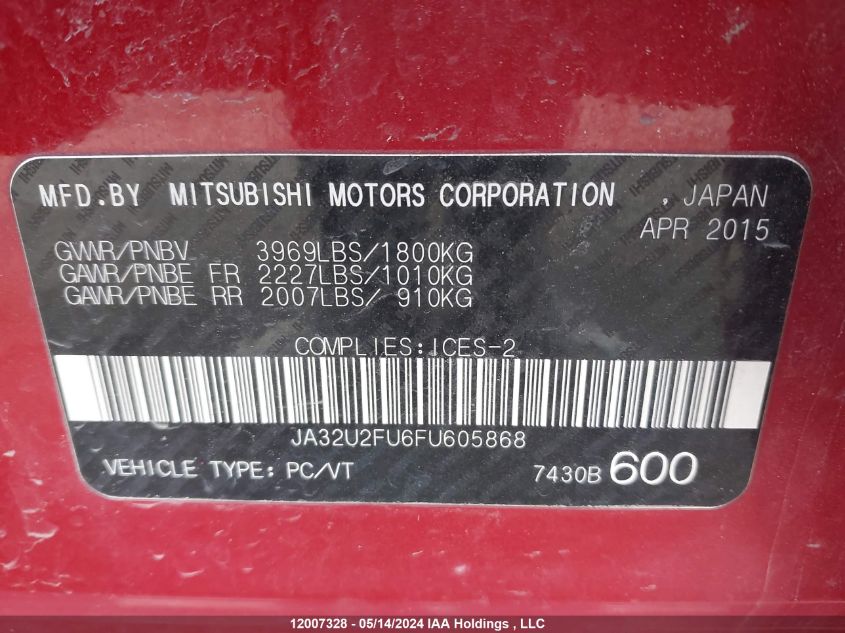 MFD.BY MITSUBISHI MOTORS CORPORATION , JAPAN
APR 2015
GVWR/PNBV 3969LBS/1800KG
GAWR/PNBE FR 2227LBS/1010KG
GAWR/PNBE RR 2007LBS/ 910KG
COMPLIES:ICES-2
JA32U2FU6FU605868
VEHICLE TYPE: PC/VT 7430B 600
12007328 - 05/14/2024 IAA Holdings , LLC